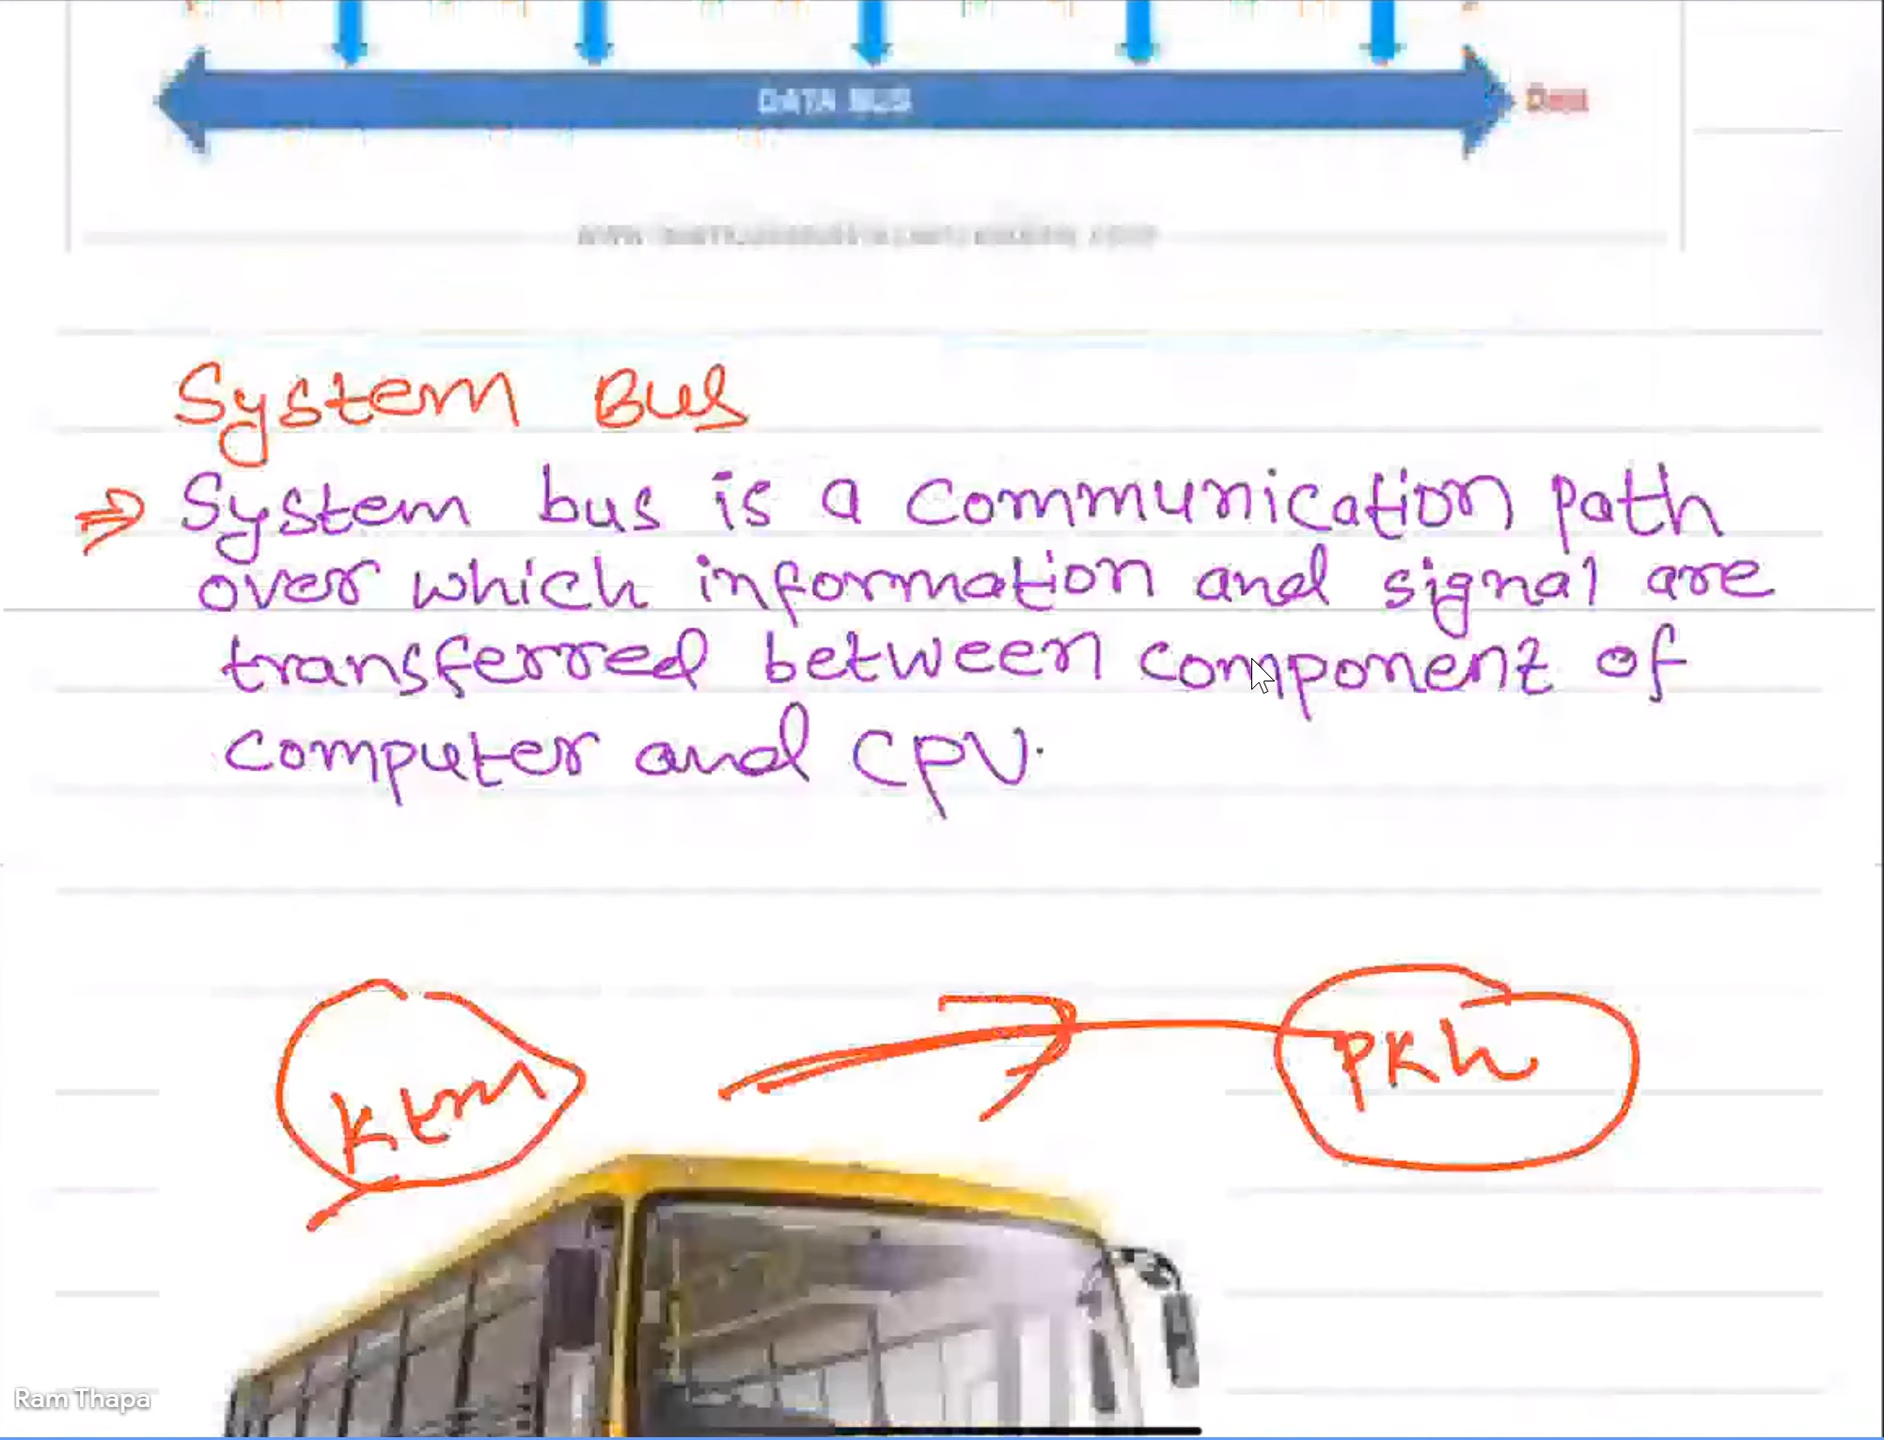 DATA BUS
Data
System Bus
⇒ System bus is a communication path
over which information and signal are
transferred between component of
computer and CPU.
Ktm
PKh
Ram Thapa